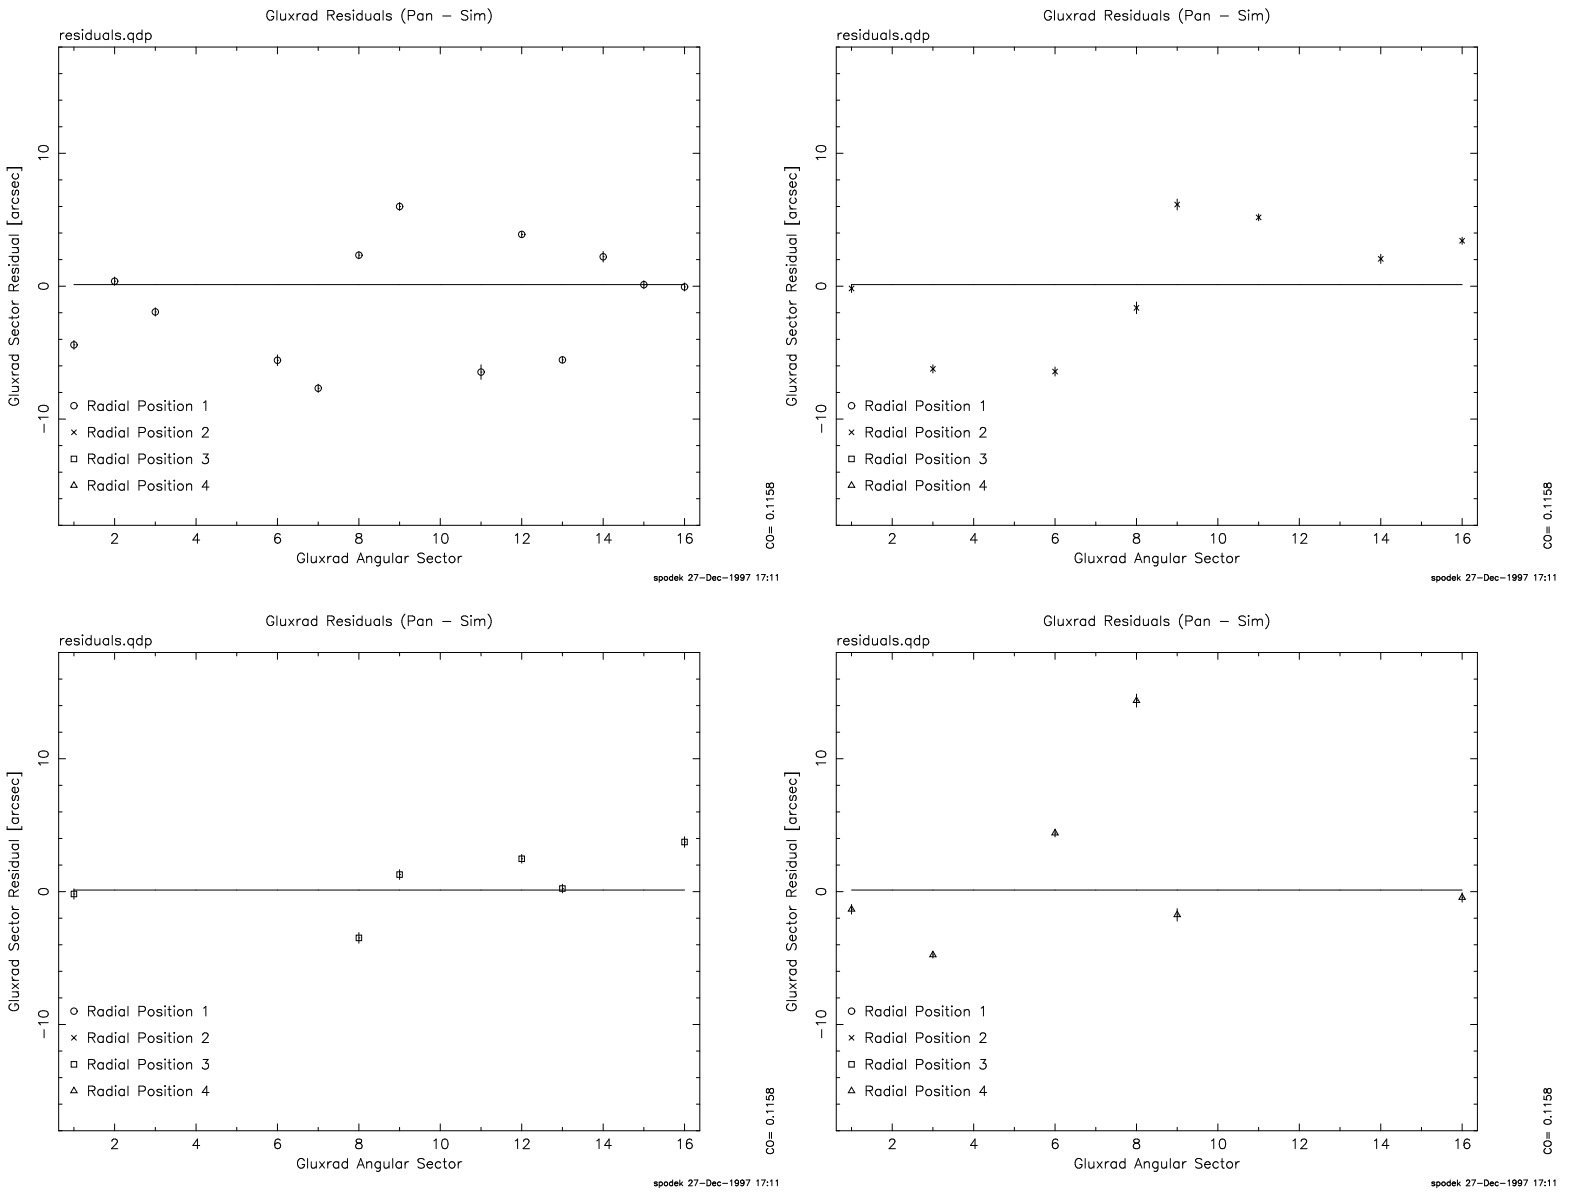 Gluxrad Residuals (Pan – Sim)
residuals.qdp
Gluxrad Sector Residual [arcsec]
10
0
–10
Radial Position 1
Radial Position 2
Radial Position 3
Radial Position 4
2 4 6 8 10 12 14 16
Gluxrad Angular Sector
CO= 0.1158
spodek 27–Dec–1997 17:11
Gluxrad Residuals (Pan – Sim)
residuals.qdp
Gluxrad Sector Residual [arcsec]
10
0
–10
Radial Position 1
Radial Position 2
Radial Position 3
Radial Position 4
2 4 6 8 10 12 14 16
Gluxrad Angular Sector
CO= 0.1158
spodek 27–Dec–1997 17:11
Gluxrad Residuals (Pan – Sim)
residuals.qdp
Gluxrad Sector Residual [arcsec]
10
0
–10
Radial Position 1
Radial Position 2
Radial Position 3
Radial Position 4
2 4 6 8 10 12 14 16
Gluxrad Angular Sector
CO= 0.1158
spodek 27–Dec–1997 17:11
Gluxrad Residuals (Pan – Sim)
residuals.qdp
Gluxrad Sector Residual [arcsec]
10
0
–10
Radial Position 1
Radial Position 2
Radial Position 3
Radial Position 4
2 4 6 8 10 12 14 16
Gluxrad Angular Sector
CO= 0.1158
spodek 27–Dec–1997 17:11